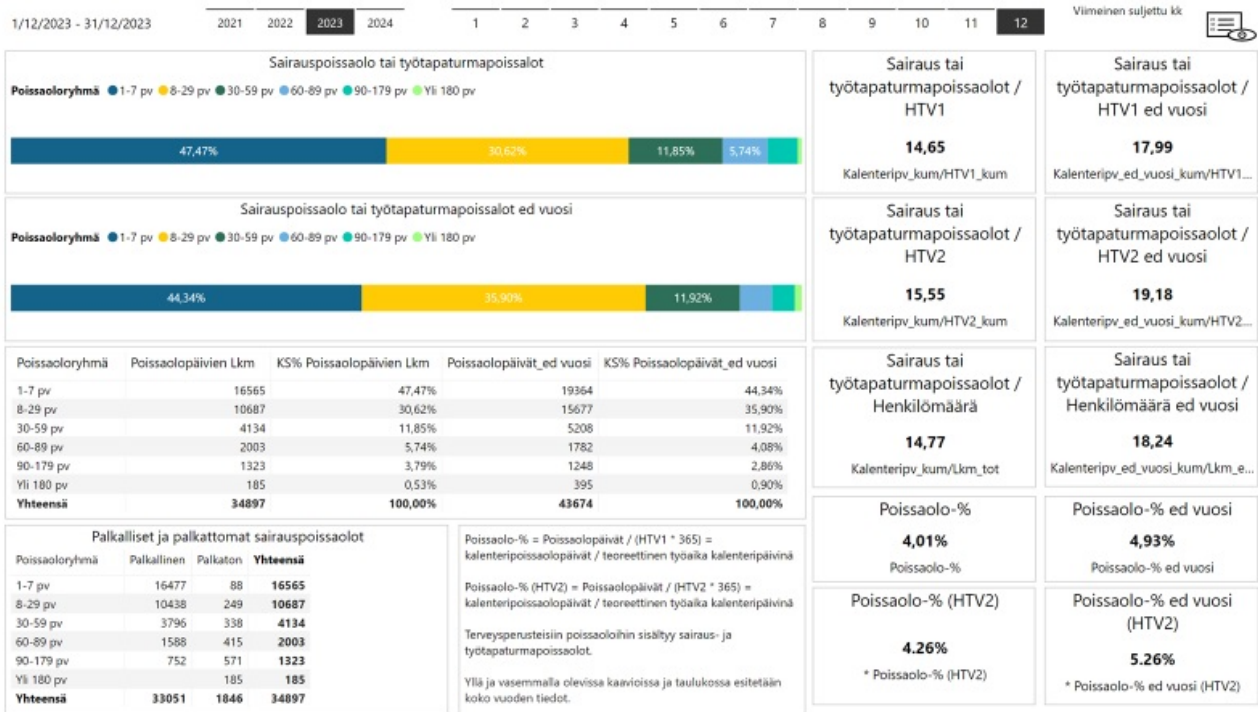 1/12/2023 - 31/12/2023
2021 2022 2023 2024
1 2 3 4 5 6 7 8 9 10 11 12
Viimeinen suljettu kk
Sairauspoissaolo tai työtapaturmapoissalot
Poissaoloryhmä 1-7 pv 8-29 pv 30-59 pv 60-89 pv 90-179 pv Yli 180 pv
47,47% 30,62% 11,85% 5,74%
Sairaus tai
työtapaturmapoissaolot /
HTV1
14,65
Kalenteripv_kum/HTV1_kum
Sairaus tai
työtapaturmapoissaolot /
HTV1 ed vuosi
17,99
Kalenteripv_ed_vuosi_kum/HTV1...
Sairauspoissaolo tai työtapaturmapoissalot ed vuosi
Poissaoloryhmä 1-7 pv 8-29 pv 30-59 pv 60-89 pv 90-179 pv Yli 180 pv
44,34% 35,90% 11,92%
Sairaus tai
työtapaturmapoissaolot /
HTV2
15,55
Kalenteripv_kum/HTV2_kum
Sairaus tai
työtapaturmapoissaolot /
HTV2 ed vuosi
19,18
Kalenteripv_ed_vuosi_kum/HTV2...
Poissaoloryhmä Poissaolopäivien Lkm KS% Poissaolopäivien Lkm Poissaolopäivät_ed vuosi KS% Poissaolopäivät_ed vuosi
1-7 pv 16565 47,47% 19364 44,34%
8-29 pv 10687 30,62% 15677 35,90%
30-59 pv 4134 11,85% 5208 11,92%
60-89 pv 2003 5,74% 1782 4,08%
90-179 pv 1323 3,79% 1248 2,86%
Yli 180 pv 185 0,53% 395 0,90%
Yhteensä 34897 100,00% 43674 100,00%
Sairaus tai
työtapaturmapoissaolot /
Henkilömäärä
14,77
Kalenteripv_kum/Lkm_tot
Sairaus tai
työtapaturmapoissaolot /
Henkilömäärä ed vuosi
18,24
Kalenteripv_ed_vuosi_kum/Lkm_e...
Palkalliset ja palkattomat sairauspoissaolot
Poissaoloryhmä Palkallinen Palkaton Yhteensä
1-7 pv 16477 88 16565
8-29 pv 10438 249 10687
30-59 pv 3796 338 4134
60-89 pv 1588 415 2003
90-179 pv 752 571 1323
Yli 180 pv 185 185
Yhteensä 33051 1846 34897
Poissaolo-% = Poissaolopäivät / (HTV1 * 365) =
kalenteripoissaolopäivät / teoreettinen työaika kalenteripäivinä
Poissaolo-% (HTV2) = Poissaolopäivät / (HTV2 * 365) =
kalenteripoissaolopäivät / teoreettinen työaika kalenteripäivinä
Terveysperusteisiin poissaoloihin sisältyy sairaus- ja
työtapaturmapoissaolot.
Yllä ja vasemmalla olevissa kaavioissa ja taulukossa esitetään
koko vuoden tiedot.
Poissaolo-%
4,01%
Poissaolo-%
Poissaolo-% ed vuosi
4,93%
Poissaolo-% ed vuosi
Poissaolo-% (HTV2)
4.26%
* Poissaolo-% (HTV2)
Poissaolo-% ed vuosi
(HTV2)
5.26%
* Poissaolo-% ed vuosi (HTV2)